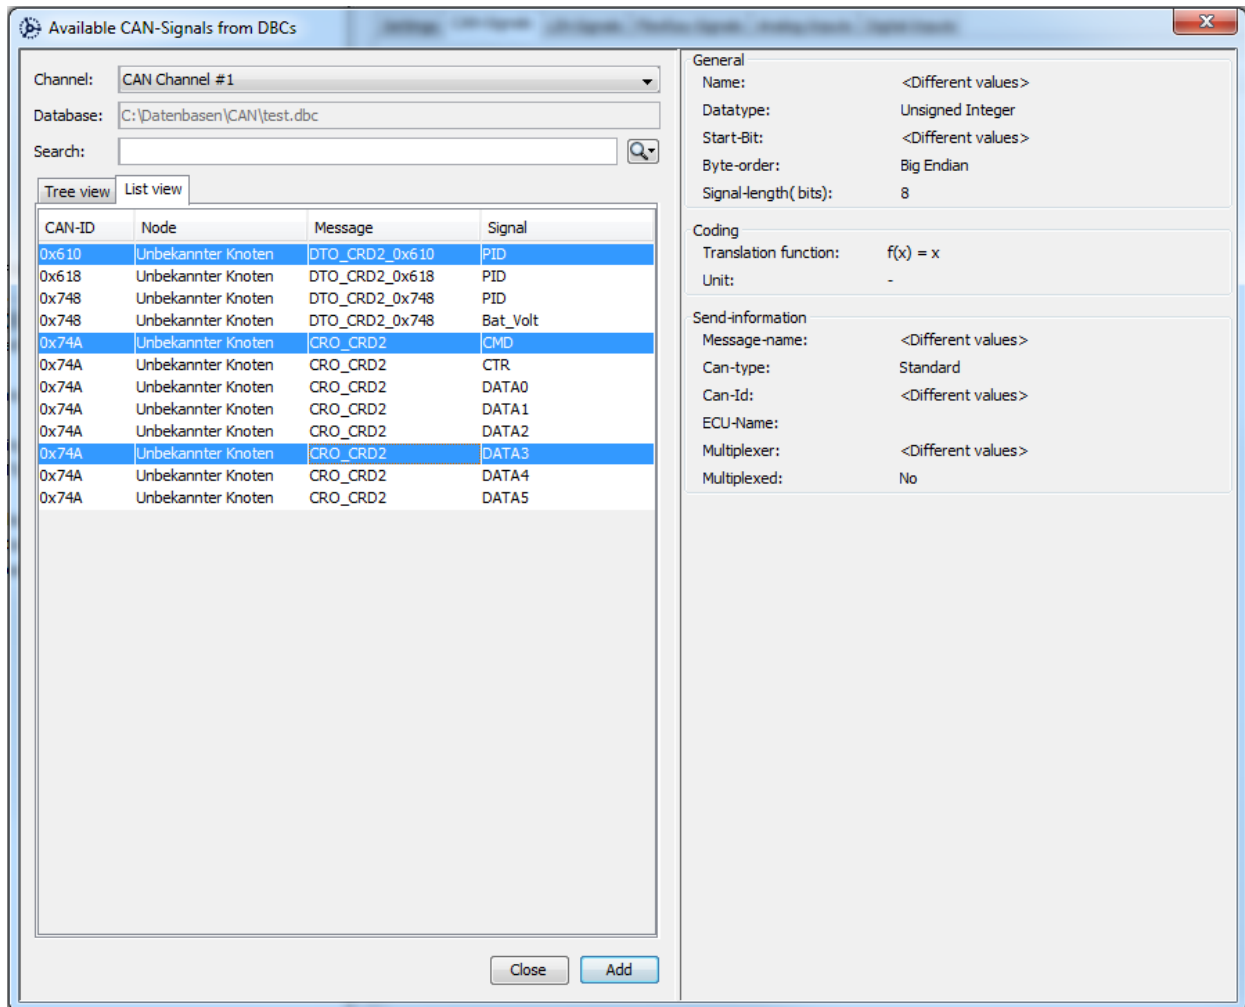 Available CAN-Signals from DBCs
Channel: CAN Channel #1
Database: C:\Datenbasen\CAN\test.dbc
Search:
Tree view List view
CAN-ID Node Message Signal
0x610 Unbekannter Knoten DTO_CRD2_0x610 PID
0x618 Unbekannter Knoten DTO_CRD2_0x618 PID
0x748 Unbekannter Knoten DTO_CRD2_0x748 PID
0x748 Unbekannter Knoten DTO_CRD2_0x748 Bat_Volt
0x74A Unbekannter Knoten CRO_CRD2 CMD
0x74A Unbekannter Knoten CRO_CRD2 CTR
0x74A Unbekannter Knoten CRO_CRD2 DATA0
0x74A Unbekannter Knoten CRO_CRD2 DATA1
0x74A Unbekannter Knoten CRO_CRD2 DATA2
0x74A Unbekannter Knoten CRO_CRD2 DATA3
0x74A Unbekannter Knoten CRO_CRD2 DATA4
0x74A Unbekannter Knoten CRO_CRD2 DATA5
Close Add
General
Name: <Different values>
Datatype: Unsigned Integer
Start-Bit: <Different values>
Byte-order: Big Endian
Signal-length( bits): 8
Coding
Translation function: f(x) = x
Unit: -
Send-information
Message-name: <Different values>
Can-type: Standard
Can-Id: <Different values>
ECU-Name:
Multiplexer: <Different values>
Multiplexed: No